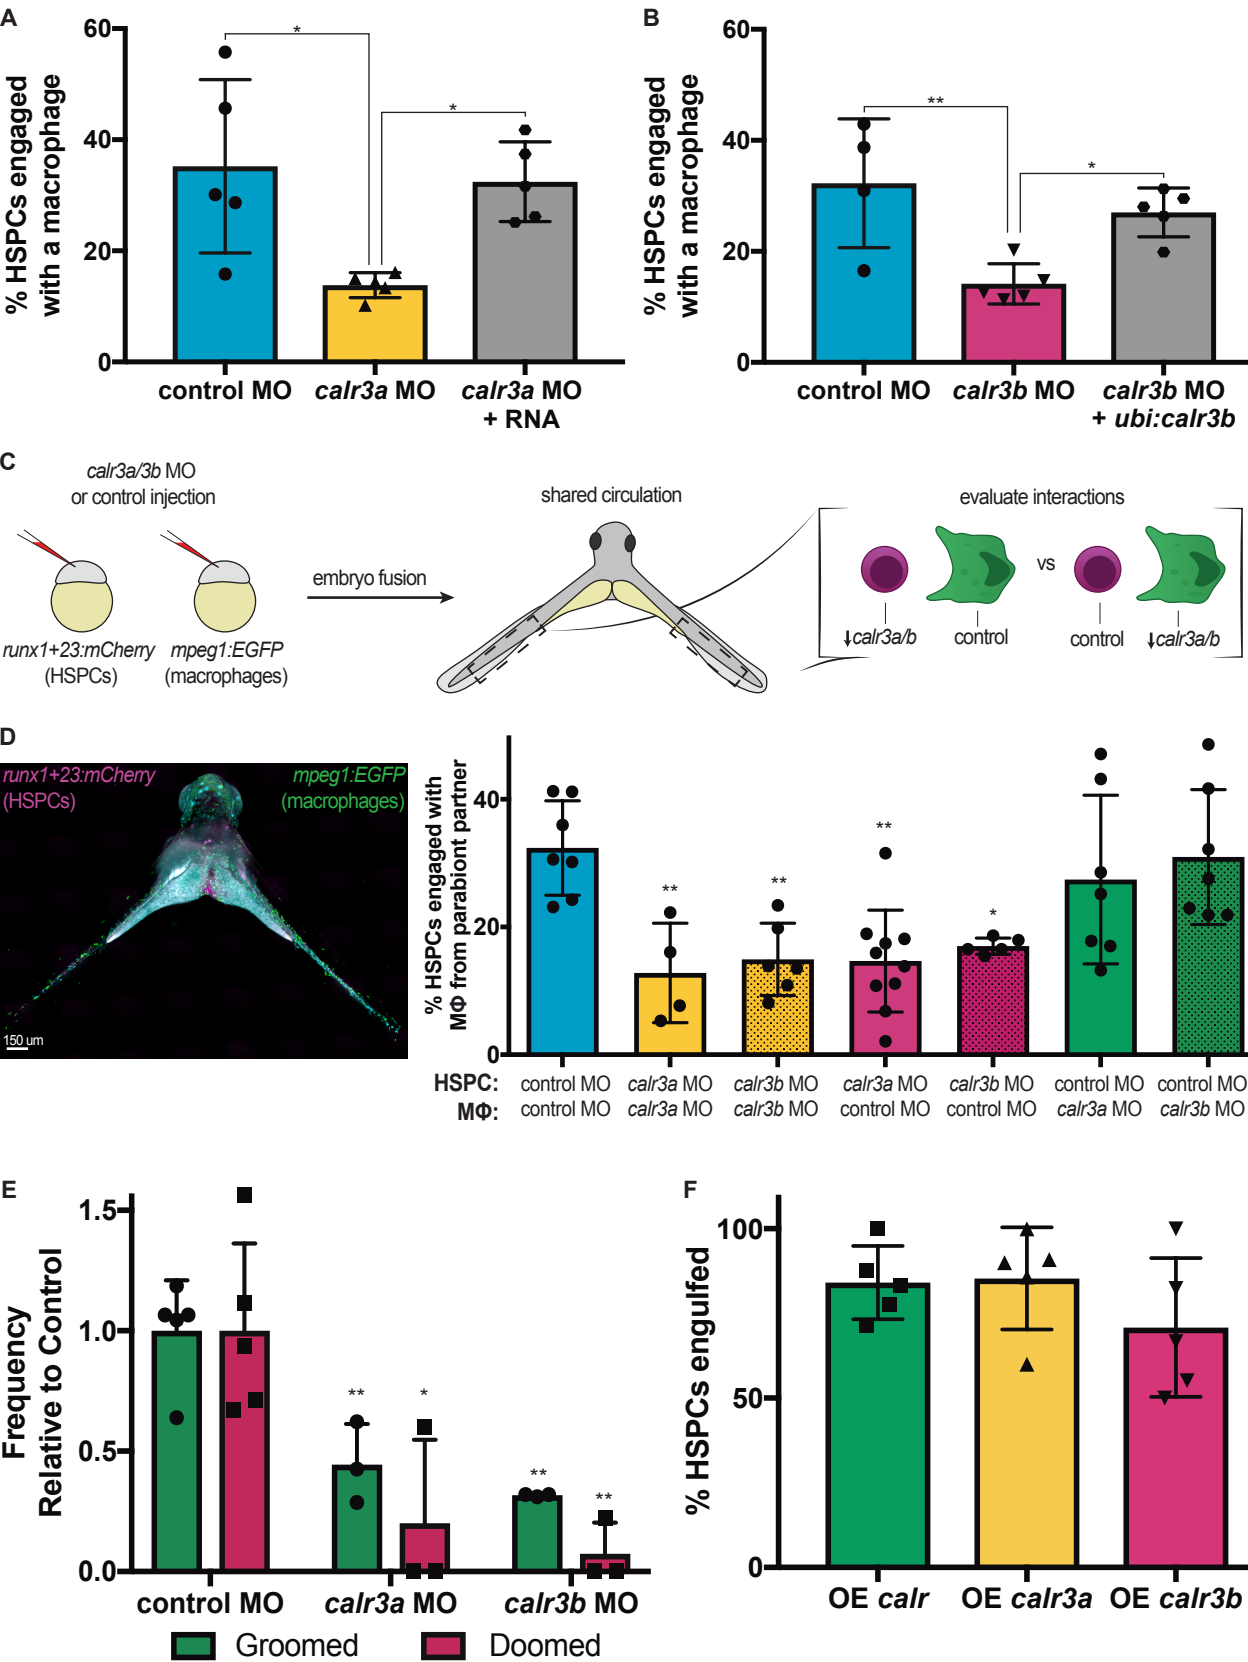 A
60
40
20
0
% HSPCs engaged
with a macrophage
*
*
control MO
calr3a MO
calr3a MO
+ RNA
B
60
40
20
0
% HSPCs engaged
with a macrophage
**
*
control MO
calr3b MO
calr3b MO
+ ubi:calr3b
C
calr3a/3b MO
or control injection
runx1+23:mCherry
(HSPCs)
mpeg1:EGFP
(macrophages)
embryo fusion
shared circulation
evaluate interactions
vs
↓calr3a/b
control
control
↓calr3a/b
D
runx1+23:mCherry
(HSPCs)
mpeg1:EGFP
(macrophages)
150 um
% HSPCs engaged with
MΦ from parabiont partner
40
20
0
**
**
**
*
HSPC: control MO calr3a MO calr3b MO calr3a MO calr3b MO control MO control MO
MΦ: control MO calr3a MO calr3b MO control MO control MO calr3a MO calr3b MO
E
Frequency
Relative to Control
1.5
1.0
0.5
0.0
**
*
**
**
control MO
calr3a MO
calr3b MO
Groomed
Doomed
F
% HSPCs engulfed
100
50
0
OE calr
OE calr3a
OE calr3b